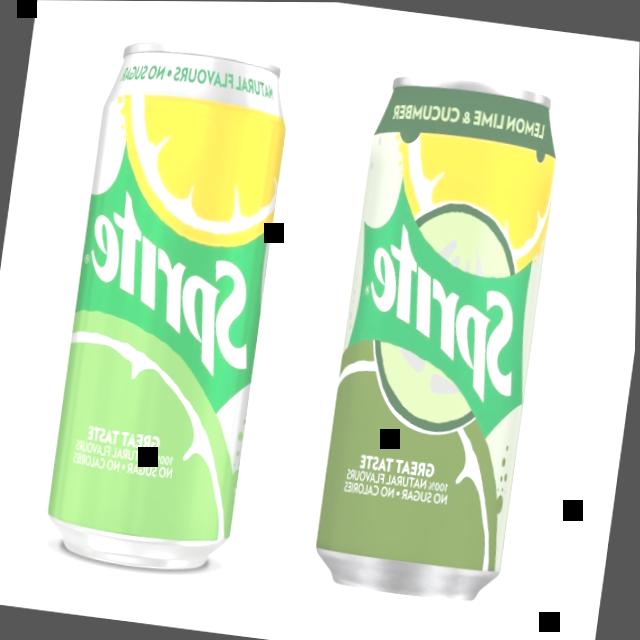 NATURAL FLAVOURS • NO SUGAR
Sprite®
GREAT TASTE
100% NATURAL FLAVOURS
NO SUGAR • NO CALORIES
LEMON LIME & CUCUMBER
Sprite®
GREAT TASTE
100% NATURAL FLAVOURS
NO SUGAR • NO CALORIES